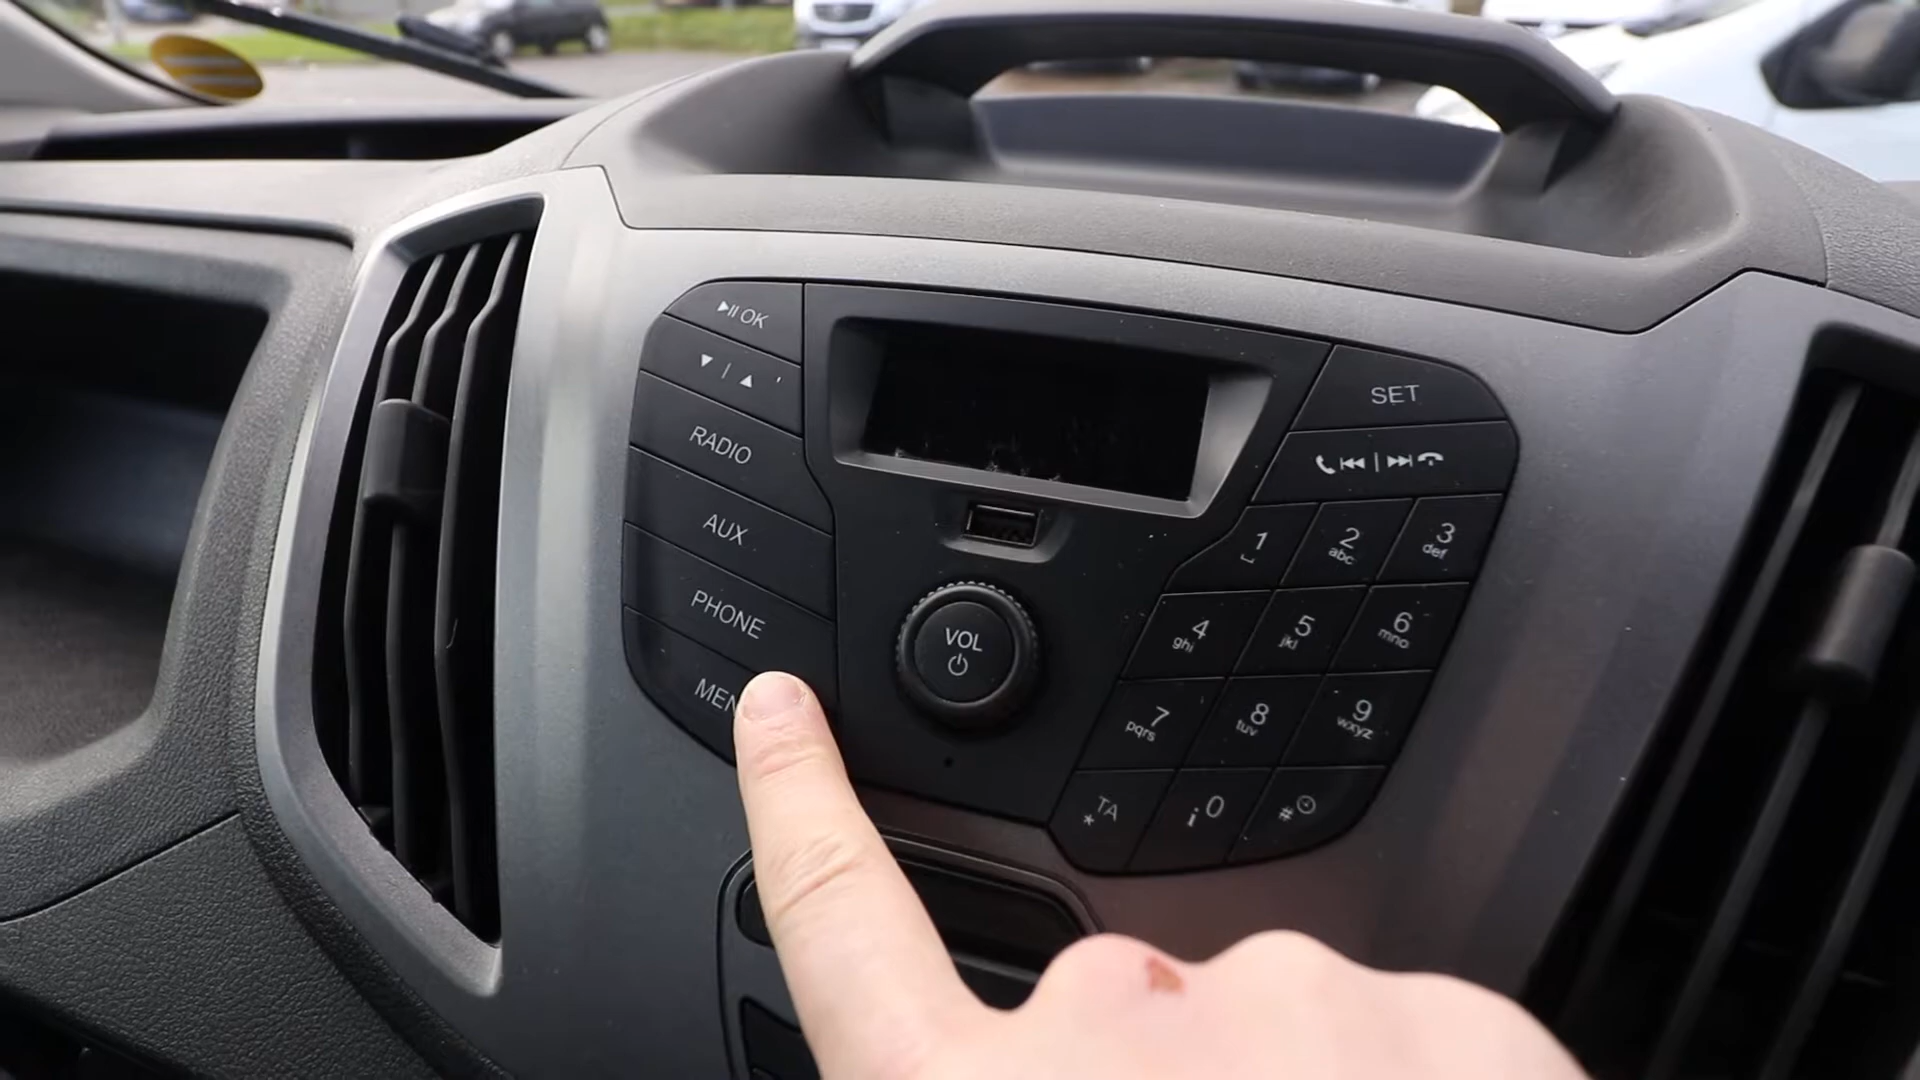 OK
RADIO
AUX
PHONE
MEN
VOL
SET
1
2
abc
3
def
4
ghi
5
jkl
6
mno
7
pqrs
8
tuv
9
wxyz
* TA
i 0
#